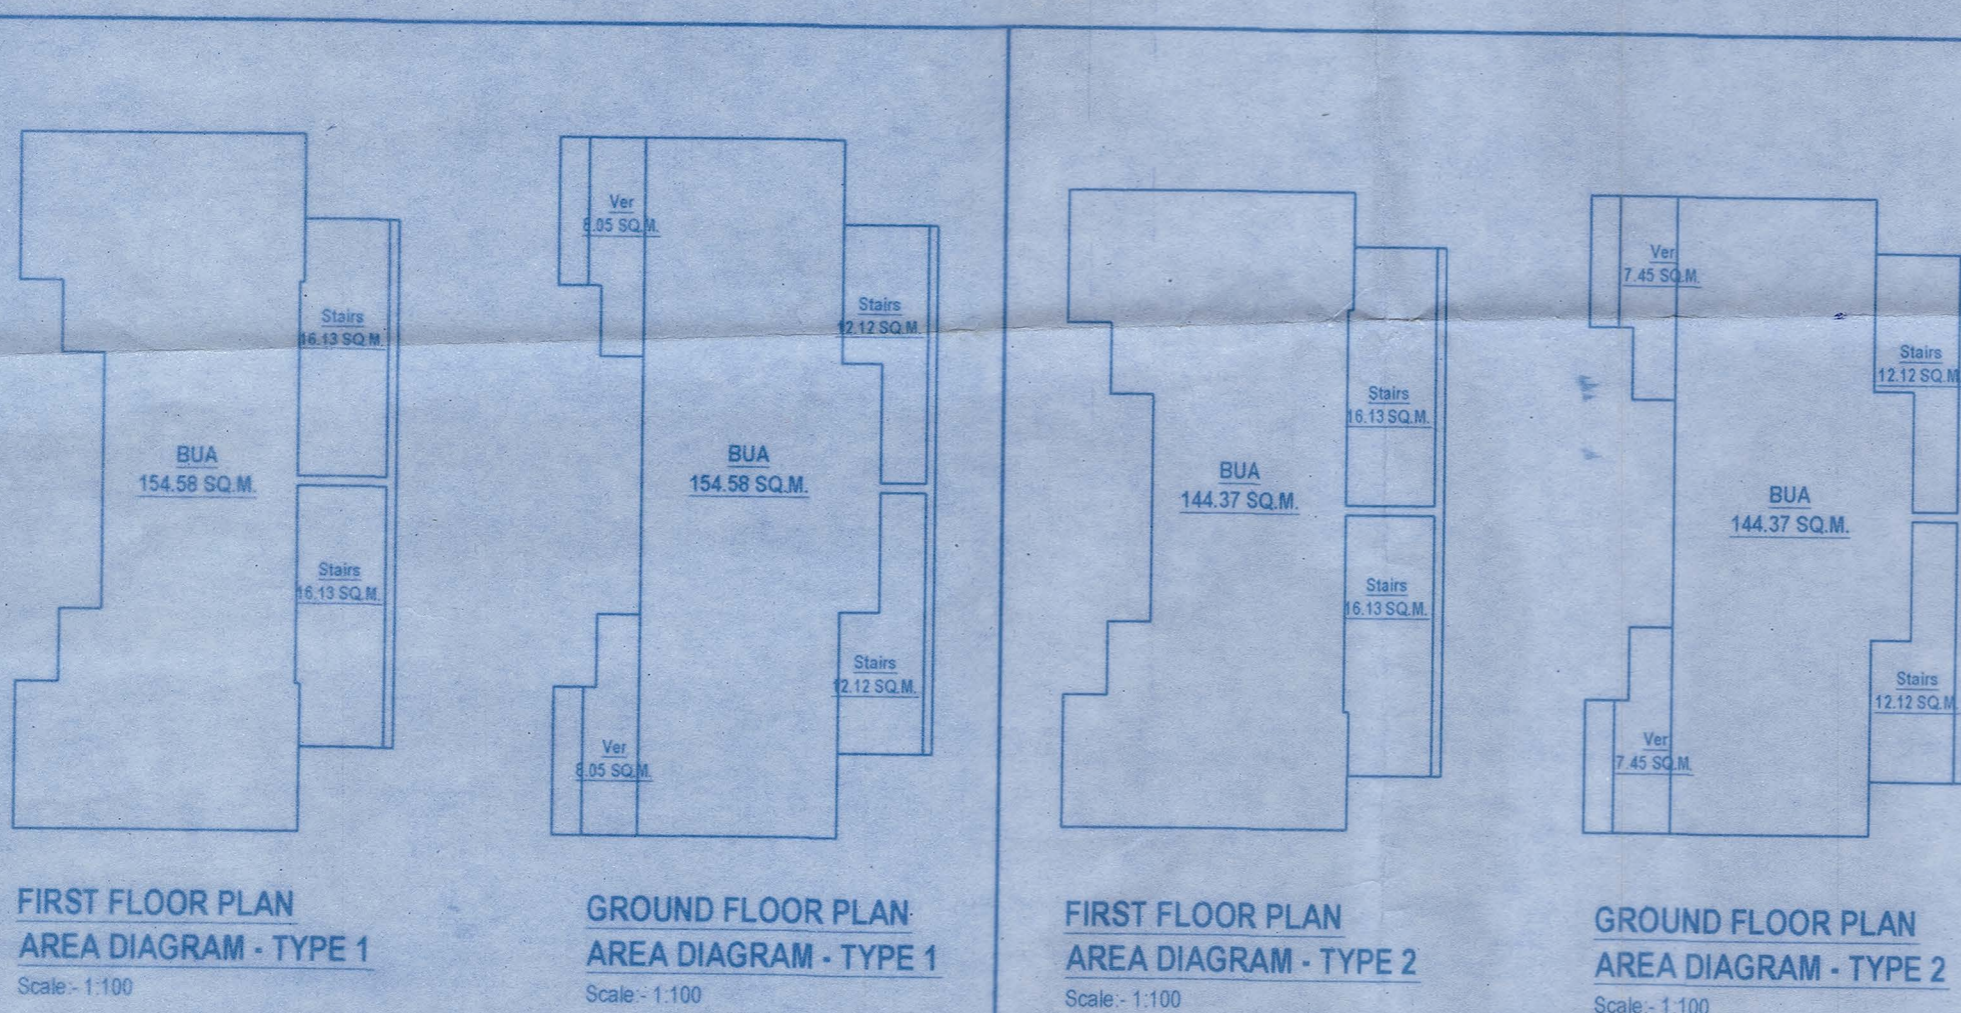 Stairs
16.13 SQ.M.
BUA
154.58 SQ.M.
Stairs
16.13 SQ.M.
FIRST FLOOR PLAN
AREA DIAGRAM - TYPE 1
Scale:- 1:100
Ver
8.05 SQ.M.
Stairs
12.12 SQ.M.
BUA
154.58 SQ.M.
Stairs
12.12 SQ.M.
Ver
8.05 SQ.M.
GROUND FLOOR PLAN
AREA DIAGRAM - TYPE 1
Scale:- 1:100
Stairs
16.13 SQ.M.
BUA
144.37 SQ.M.
Stairs
16.13 SQ.M.
FIRST FLOOR PLAN
AREA DIAGRAM - TYPE 2
Scale:- 1:100
Ver
7.45 SQ.M.
Stairs
12.12 SQ.M
BUA
144.37 SQ.M.
Stairs
12.12 SQ.M
Ver
7.45 SQ.M.
GROUND FLOOR PLAN
AREA DIAGRAM - TYPE 2
Scale:- 1:100